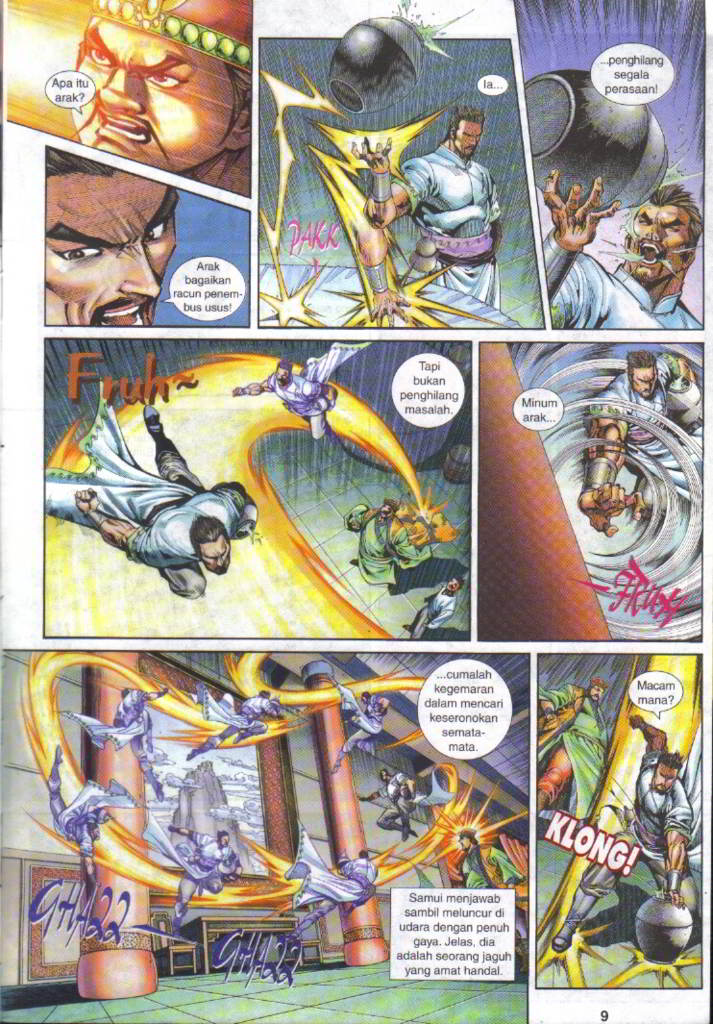 Apa itu
arak?
Arak
bagaikan
racun penem-
bus usus!
PAKK
Ia...
...penghilang
segala
perasaan!
Fruh~
Tapi
bukan
penghilang
masalah.
Minum
arak...
...cumalah
kegemaran
dalam mencari
keseronokan
semata-
mata.
Samui menjawab
sambil meluncur di
udara dengan penuh
gaya. Jelas, dia
adalah seorang jaguh
yang amat handal.
Macam
mana?
KLONG!
9